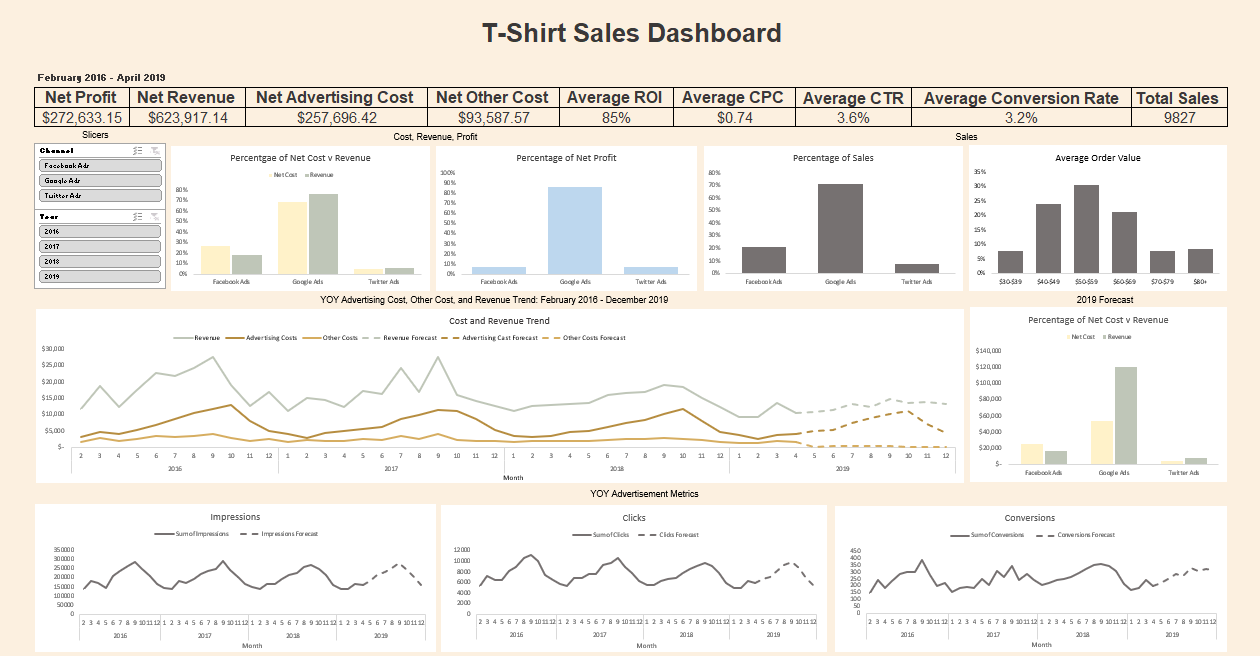 T-Shirt Sales Dashboard
February 2016 - April 2019
Net Profit Net Revenue Net Advertising Cost Net Other Cost Average ROI Average CPC Average CTR Average Conversion Rate Total Sales
$272,633.15 $623,917.14 $257,696.42 $93,587.57 85% $0.74 3.6% 3.2% 9827
Slicers Cost, Revenue, Profit Sales
Channel
Facebook Ads
Google Ads
Twitter Ads
Year
2016
2017
2018
2019
Percentgae of Net Cost v Revenue
Net Cost Revenue
80%
70%
60%
50%
40%
30%
20%
10%
0%
Facebook Ads Google Ads Twitter Ads
Percentage of Net Profit
100%
90%
80%
70%
60%
50%
40%
30%
20%
10%
0%
Facebook Ads Google Ads Twitter Ads
Percentage of Sales
80%
70%
60%
50%
40%
30%
20%
10%
0%
Facebook Ads Google Ads Twitter Ads
Average Order Value
35%
30%
25%
20%
15%
10%
5%
0%
$30-$39 $40-$49 $50-$59 $60-$69 $70-$79 $80+
YOY Advertising Cost, Other Cost, and Revenue Trend: February 2016 - December 2019
2019 Forecast
Cost and Revenue Trend
Revenue Advertising Costs Other Costs Revenue Forecast Advertising Cast Forecast Other Costs Forecast
$30,000
$25,000
$20,000
$15,000
$10,000
$5,000
$-
2 3 4 5 6 7 8 9 10 11 12 1 2 3 4 5 6 7 8 9 10 11 12 1 2 3 4 5 6 7 8 9 10 11 12 1 2 3 4 5 6 7 8 9 10 11 12
2016 2017 2018 2019
Month
Percentage of Net Cost v Revenue
Net Cost Revenue
$140,000
$120,000
$100,000
$80,000
$60,000
$40,000
$20,000
$-
Facebook Ads Google Ads Twitter Ads
YOY Advertisement Metrics
Impressions
Sum of Impressions Impressions Forecast
350000
300000
250000
200000
150000
100000
50000
0
2 3 4 5 6 7 8 9 10 11 12 1 2 3 4 5 6 7 8 9 10 11 12 1 2 3 4 5 6 7 8 9 10 11 12 1 2 3 4 5 6 7 8 9 10 11 12
2016 2017 2018 2019
Month
Clicks
Sum of Clicks Clicks Forecast
12000
10000
8000
6000
4000
2000
0
2 3 4 5 6 7 8 9 10 11 12 1 2 3 4 5 6 7 8 9 10 11 12 1 2 3 4 5 6 7 8 9 10 11 12 1 2 3 4 5 6 7 8 9 10 11 12
2016 2017 2018 2019
Month
Conversions
Sum of Conversions Conversions Forecast
450
400
350
300
250
200
150
100
50
0
2 3 4 5 6 7 8 9 10 11 12 1 2 3 4 5 6 7 8 9 10 11 12 1 2 3 4 5 6 7 8 9 10 11 12 1 2 3 4 5 6 7 8 9 10 11 12
2016 2017 2018 2019
Month